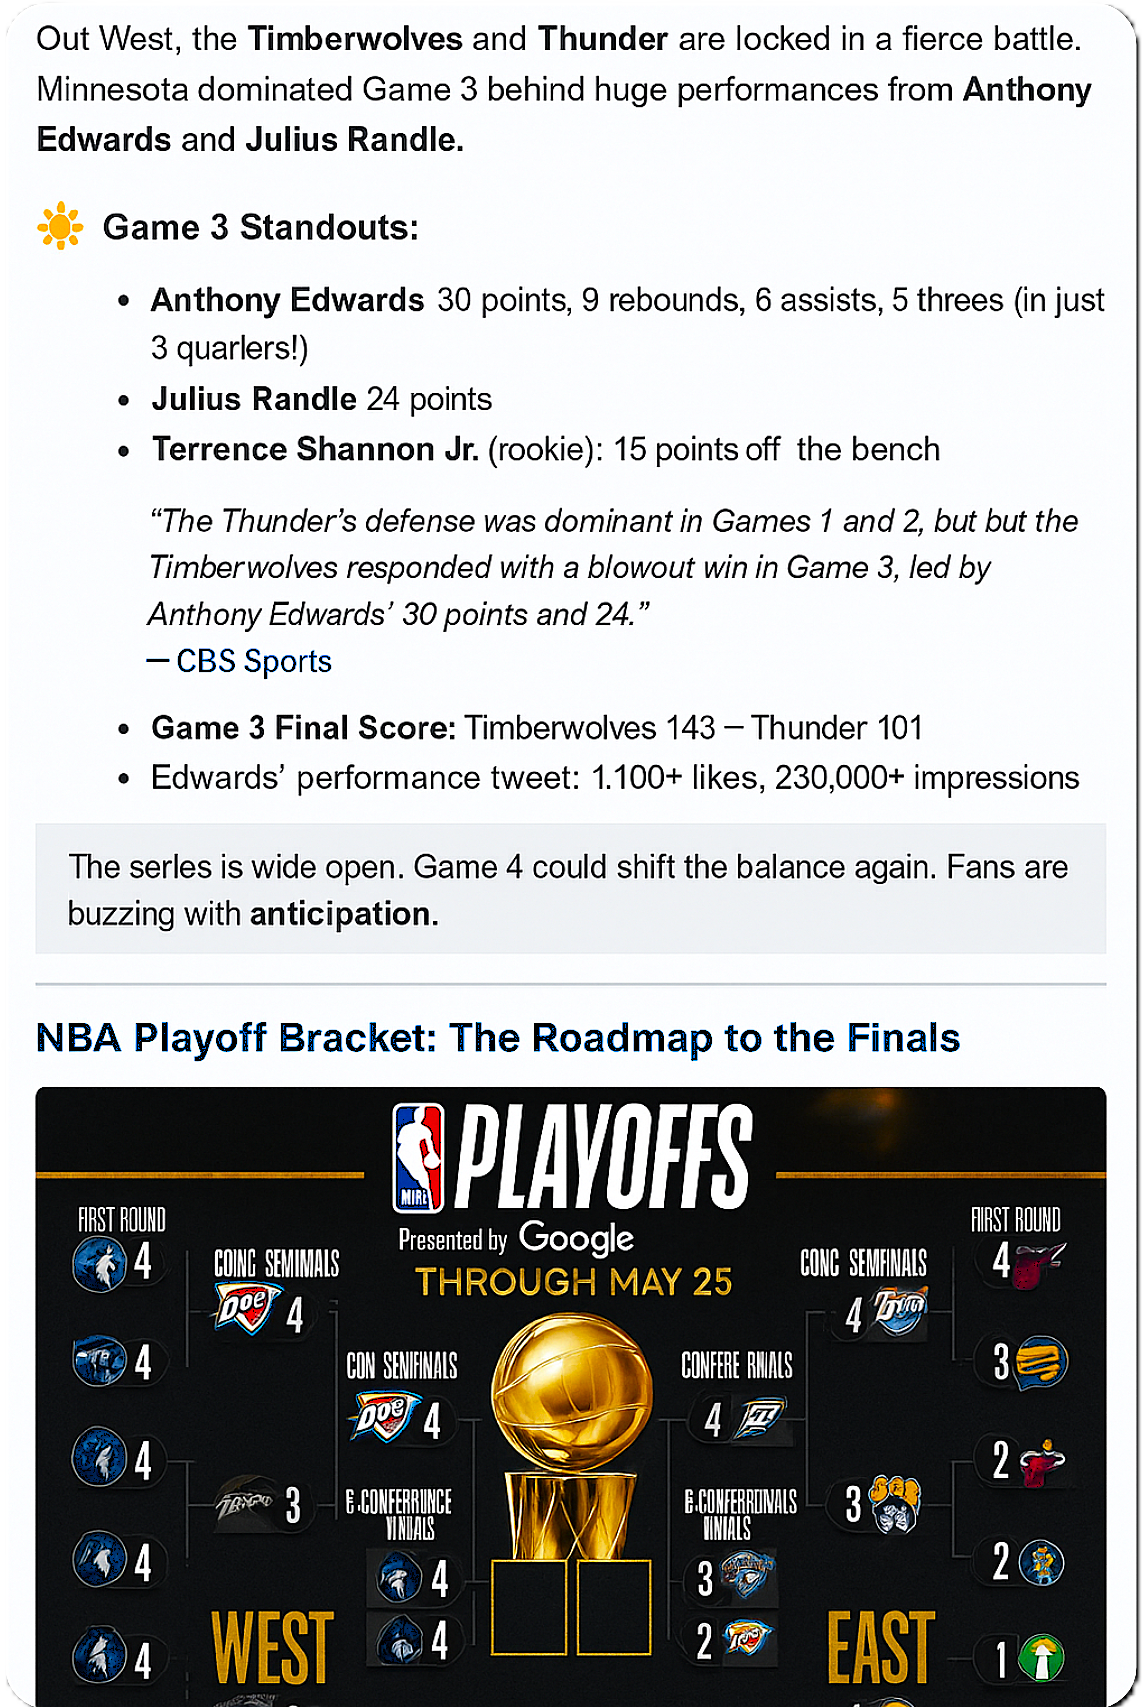 Out West, the Timberwolves and Thunder are locked in a fierce battle.
Minnesota dominated Game 3 behind huge performances from Anthony
Edwards and Julius Randle.
Game 3 Standouts:
• Anthony Edwards 30 points, 9 rebounds, 6 assists, 5 threes (in just
3 quarlers!)
• Julius Randle 24 points
• Terrence Shannon Jr. (rookie): 15 points off the bench
“The Thunder’s defense was dominant in Games 1 and 2, but but the
Timberwolves responded with a blowout win in Game 3, led by
Anthony Edwards’ 30 points and 24.”
— CBS Sports
• Game 3 Final Score: Timberwolves 143 – Thunder 101
• Edwards’ performance tweet: 1.100+ likes, 230,000+ impressions
The serles is wide open. Game 4 could shift the balance again. Fans are
buzzing with anticipation.
NBA Playoff Bracket: The Roadmap to the Finals
PLAYOFFS
Presented by Google
THROUGH MAY 25
FIRST ROUND
4
COINC SEMIMALS
Doe 4
4
CON SENIFINALS
Doe 4
4
3
4
4
4
4
WEST
FIRST ROUND
4
CONC SEMFINALS
4
3
CONFERE RNIALS
4
2
3
2
3
2
EAST
1